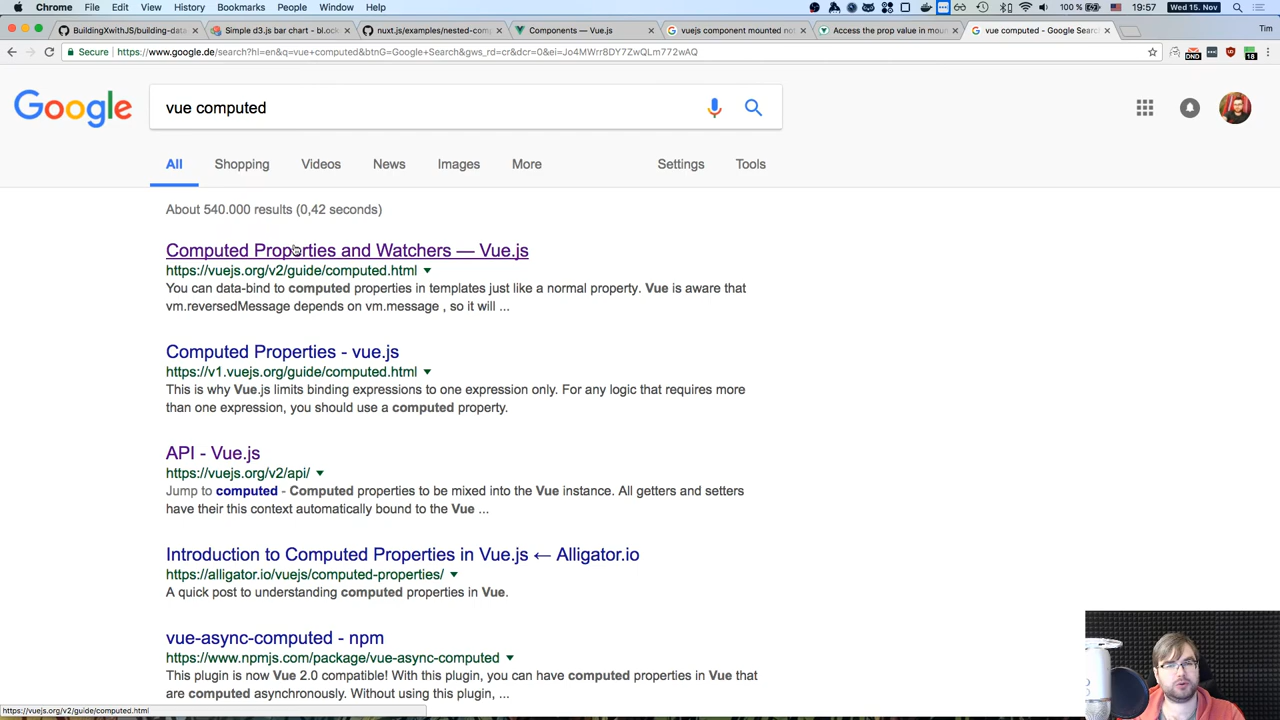 Chrome File Edit View History Bookmarks People Window Help 100 % 19:57 Wed 15. Nov
BuildingXwithJS/building-data Simple d3.js bar chart - bl.ock nuxt.js/examples/nested-com Components — Vue.js vuejs component mounted not Access the prop value in moun vue computed - Google Searc Tim
Secure https://www.google.de/search?hl=en&q=vue+computed&btnG=Google+Search&gws_rd=cr&dcr=0&ei=Jo4MWrr8DY7ZwQLm772wAQ DND 18
Google vue computed
All Shopping Videos News Images More Settings Tools
About 540.000 results (0,42 seconds)
Computed Properties and Watchers — Vue.js
https://vuejs.org/v2/guide/computed.html
You can data-bind to computed properties in templates just like a normal property. Vue is aware that
vm.reversedMessage depends on vm.message , so it will ...
Computed Properties - vue.js
https://v1.vuejs.org/guide/computed.html
This is why Vue.js limits binding expressions to one expression only. For any logic that requires more
than one expression, you should use a computed property.
API - Vue.js
https://vuejs.org/v2/api/
Jump to computed - Computed properties to be mixed into the Vue instance. All getters and setters
have their this context automatically bound to the Vue ...
Introduction to Computed Properties in Vue.js ← Alligator.io
https://alligator.io/vuejs/computed-properties/
A quick post to understanding computed properties in Vue.
vue-async-computed - npm
https://www.npmjs.com/package/vue-async-computed
This plugin is now Vue 2.0 compatible! With this plugin, you can have computed properties in Vue that
are computed asynchronously. Without using this plugin, ...
https://vuejs.org/v2/guide/computed.html